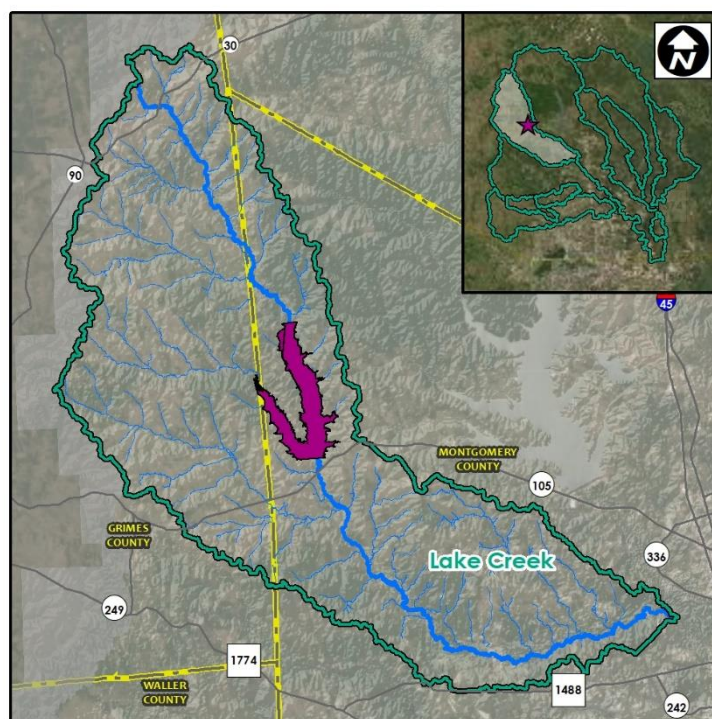 30
N
90
45
MONTGOMERY
COUNTY
105
GRIMES
COUNTY
Lake Creek
336
249
1774
WALLER
COUNTY
1488
242